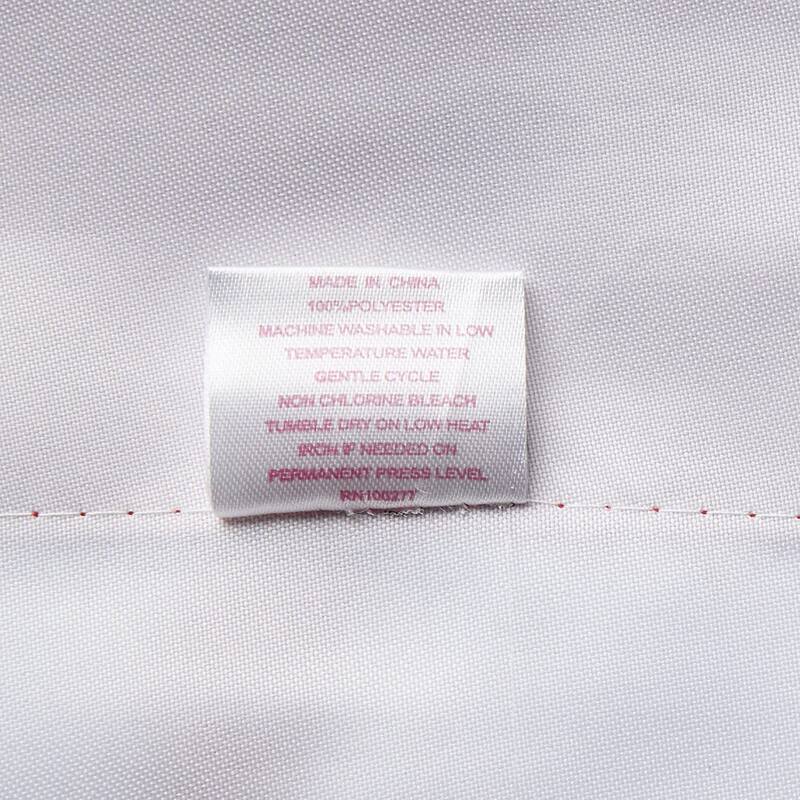 MADE IN CHINA
100%POLYESTER
MACHINE WASHABLE IN LOW
TEMPERATURE WATER
GENTLE CYCLE
NON CHLORINE BLEACH
TUMBLE DRY ON LOW HEAT
IRON IF NEEDED ON
PERMANENT PRESS LEVEL
RN100277